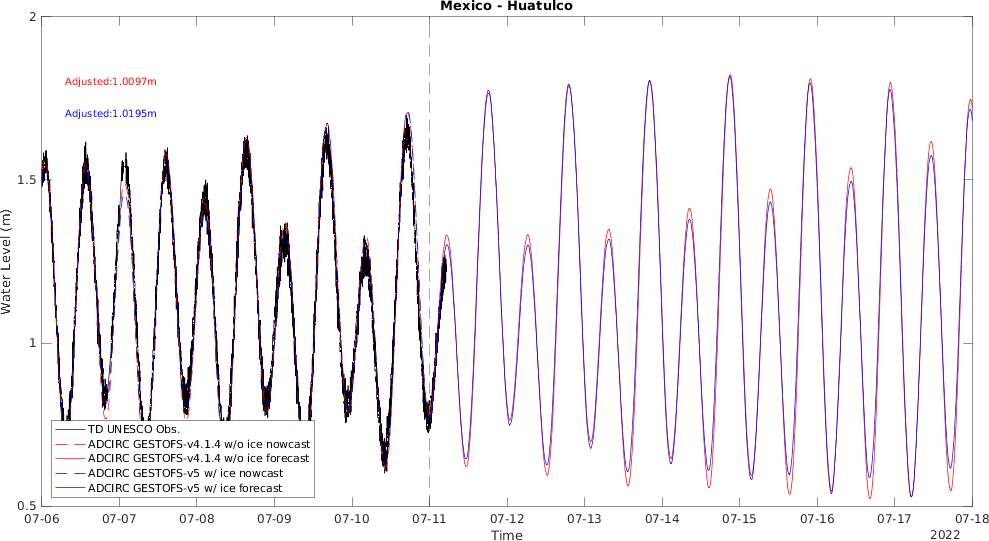 Mexico - Huatulco
2
1.5
1
0.5
Water Level (m)
Adjusted:1.0097m
Adjusted:1.0195m
TD UNESCO Obs.
ADCIRC GESTOFS-v4.1.4 w/o ice nowcast
ADCIRC GESTOFS-v4.1.4 w/o ice forecast
ADCIRC GESTOFS-v5 w/ ice nowcast
ADCIRC GESTOFS-v5 w/ ice forecast
07-06 07-07 07-08 07-09 07-10 07-11 07-12 07-13 07-14 07-15 07-16 07-17 07-18
Time
2022